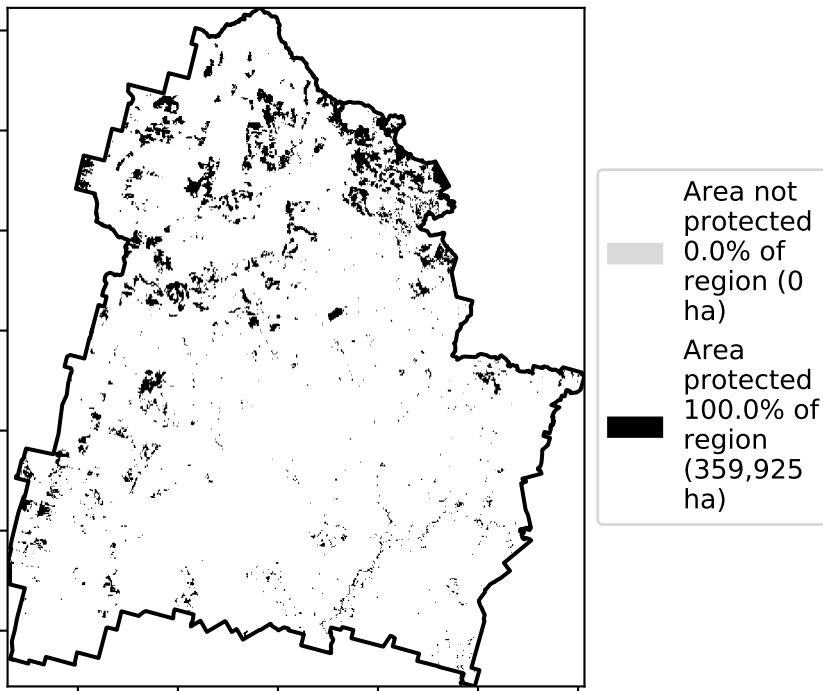 Area not
protected
0.0% of
region (0
ha)
Area
protected
100.0% of
region
(359,925
ha)